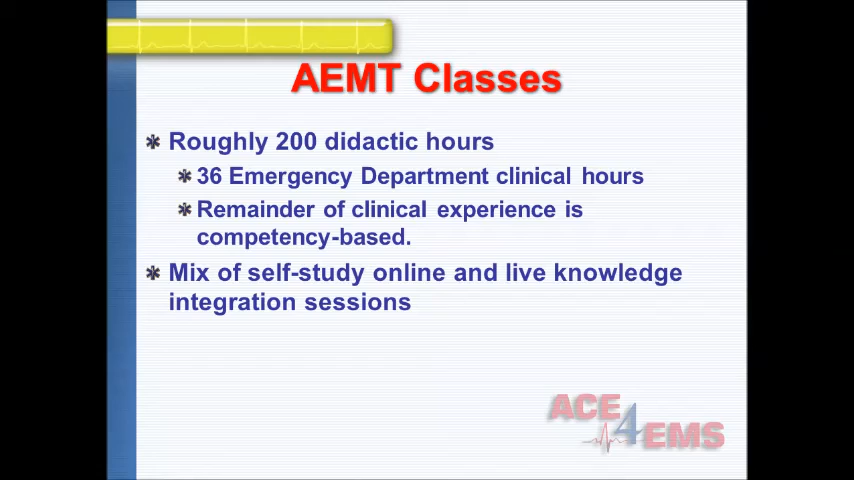 AEMT Classes
Roughly 200 didactic hours
36 Emergency Department clinical hours
Remainder of clinical experience is
competency-based.
Mix of self-study online and live knowledge
integration sessions
ACE
4
EMS